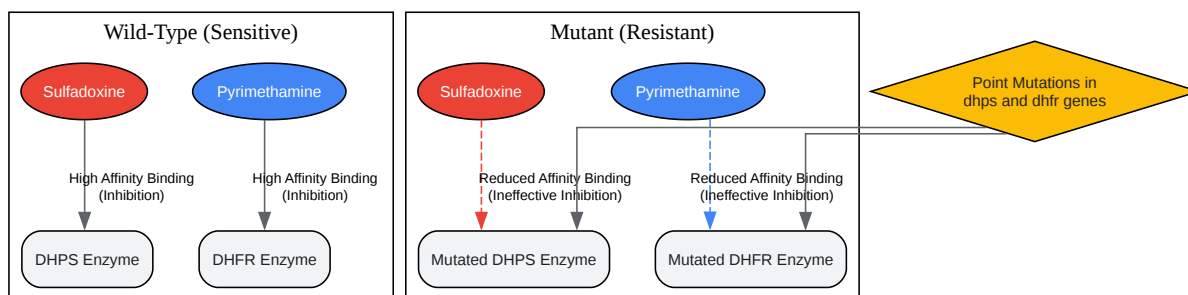 Wild-Type (Sensitive)
Sulfadoxine
Pyrimethamine
High Affinity Binding
(Inhibition)
High Affinity Binding
(Inhibition)
DHPS Enzyme
DHFR Enzyme
Mutant (Resistant)
Sulfadoxine
Pyrimethamine
Reduced Affinity Binding
(Ineffective Inhibition)
Reduced Affinity Binding
(Ineffective Inhibition)
Mutated DHPS Enzyme
Mutated DHFR Enzyme
Point Mutations in
dhps and dhfr genes